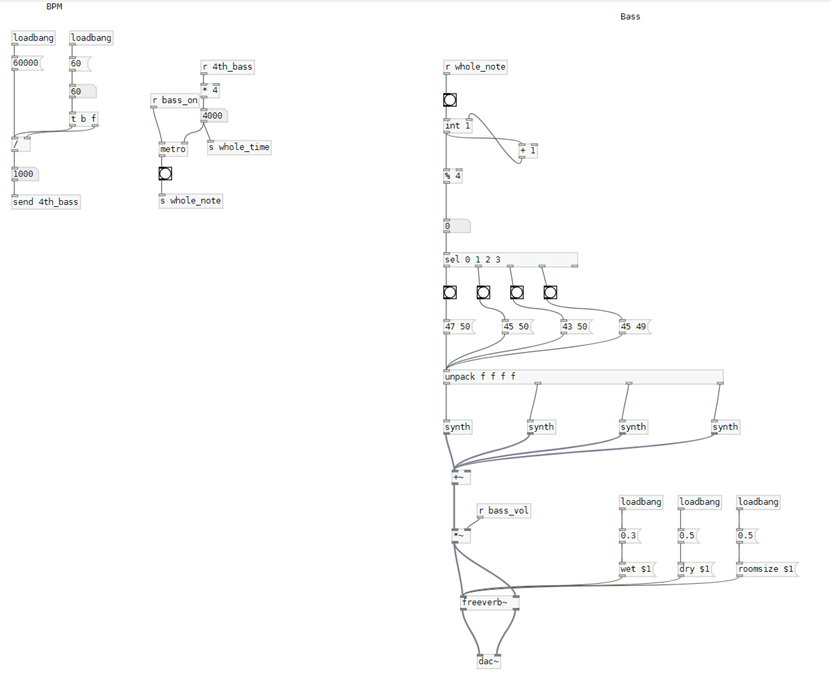 BPM
loadbang
loadbang
60000
60
60
t b f
/
1000
send 4th_bass
r 4th_bass
* 4
r bass_on
4000
metro
s whole_time
s whole_note
Bass
r whole_note
int 1
+ 1
% 4
0
sel 0 1 2 3
47 50
45 50
43 50
45 49
unpack f f f f
synth
synth
synth
synth
+~
r bass_vol
*~
loadbang
loadbang
loadbang
0.3
0.5
0.5
wet $1
dry $1
roomsize $1
freeverb~
dac~